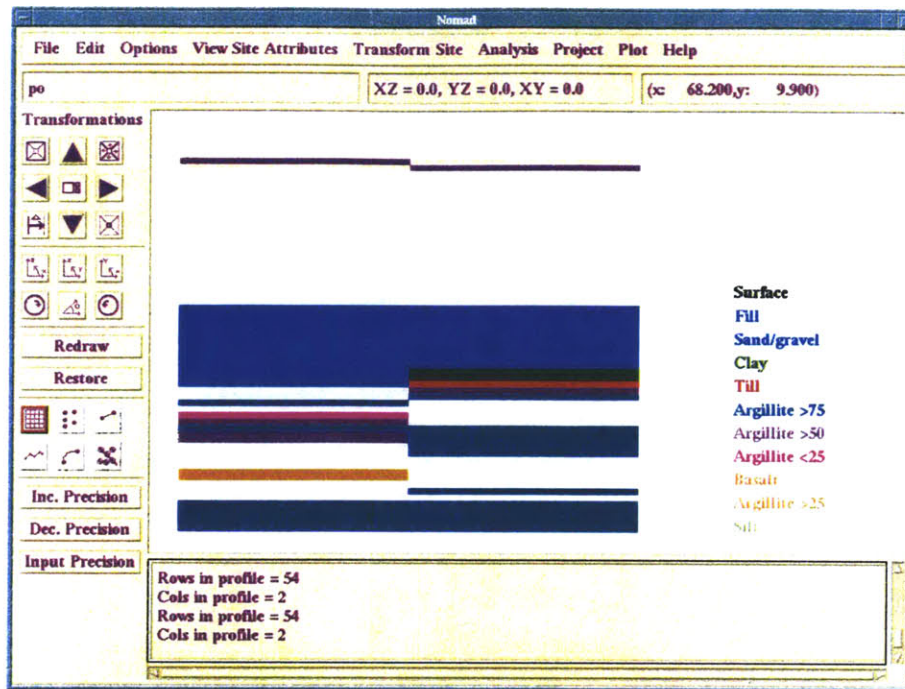 Nomad
File Edit Options View Site Attributes Transform Site Analysis Project Plot Help
po
XZ = 0.0, YZ = 0.0, XY = 0.0
(x: 68.200,y: 9.900)
Transformations
Redraw
Restore
Inc. Precision
Dec. Precision
Input Precision
Surface
Fill
Sand/gravel
Clay
Till
Argillite >75
Argillite >50
Argillite <25
Basalt
Argillite >25
Silt
Rows in profile = 54
Cols in profile = 2
Rows in profile = 54
Cols in profile = 2